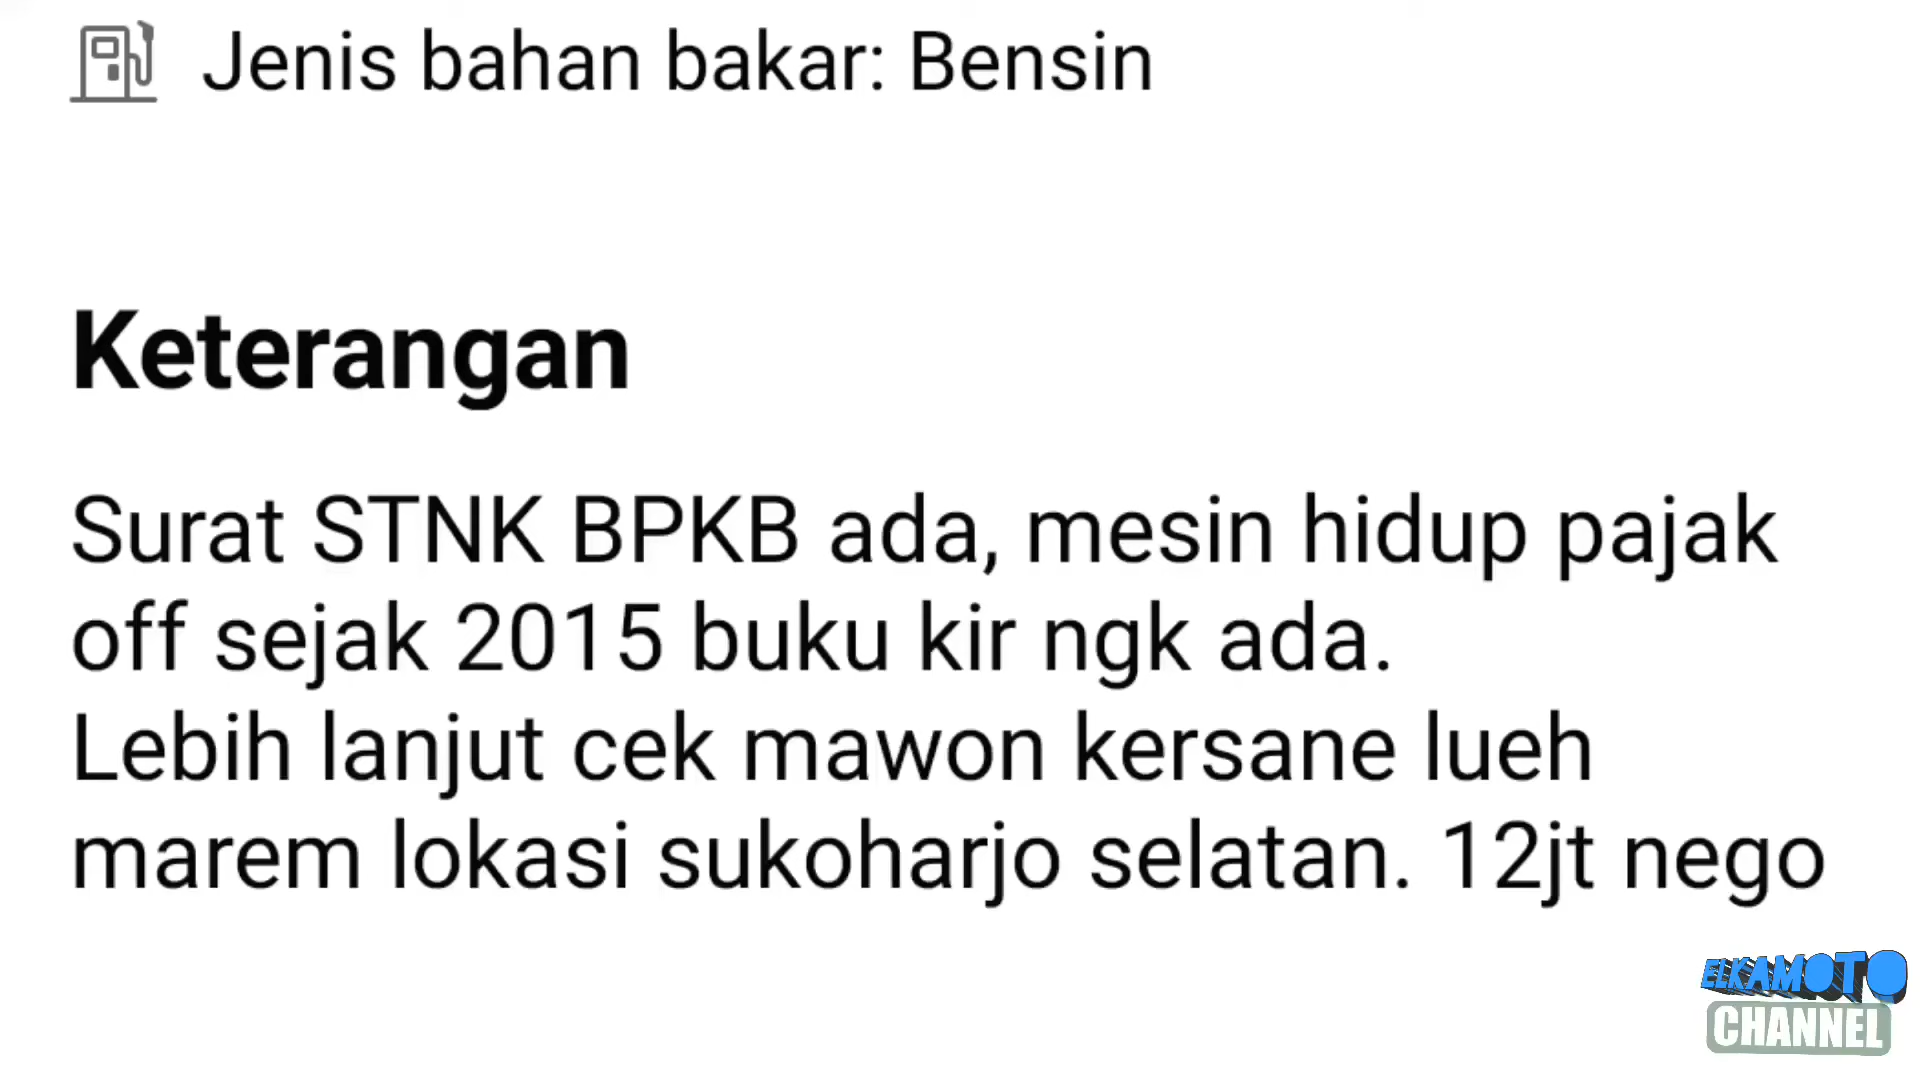 Jenis bahan bakar: Bensin
Keterangan
Surat STNK BPKB ada, mesin hidup pajak
off sejak 2015 buku kir ngk ada.
Lebih lanjut cek mawon kersane lueh
marem lokasi sukoharjo selatan. 12jt nego
ELKAMOTO
CHANNEL